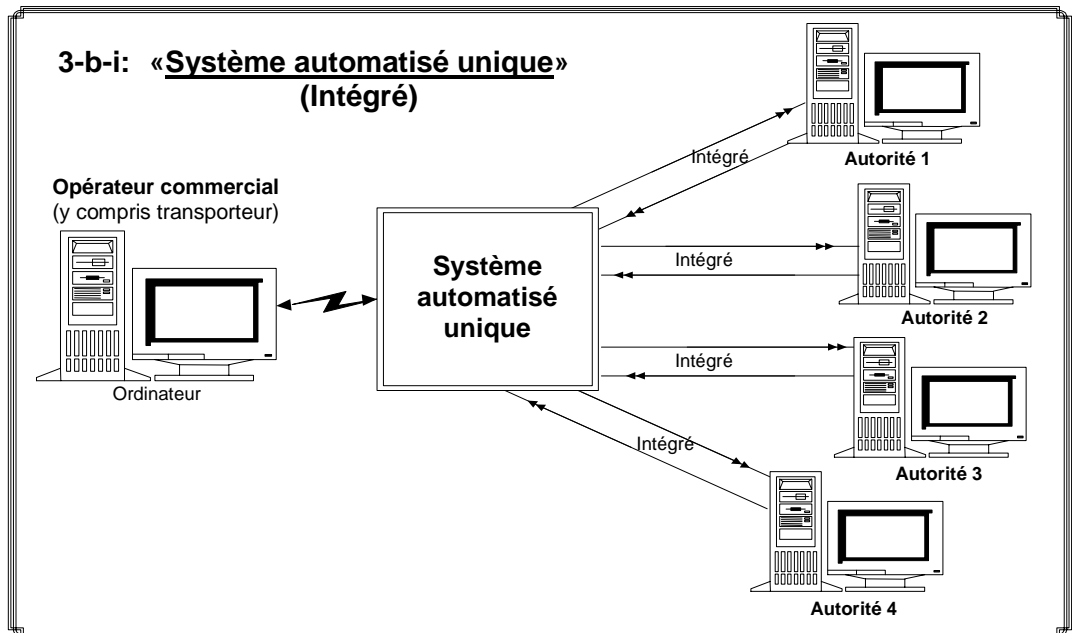 3-b-i: «Système automatisé unique»
(Intégré)
Opérateur commercial
(y compris transporteur)
Ordinateur
Système
automatisé
unique
Intégré
Autorité 1
Intégré
Autorité 2
Intégré
Autorité 3
Intégré
Autorité 4